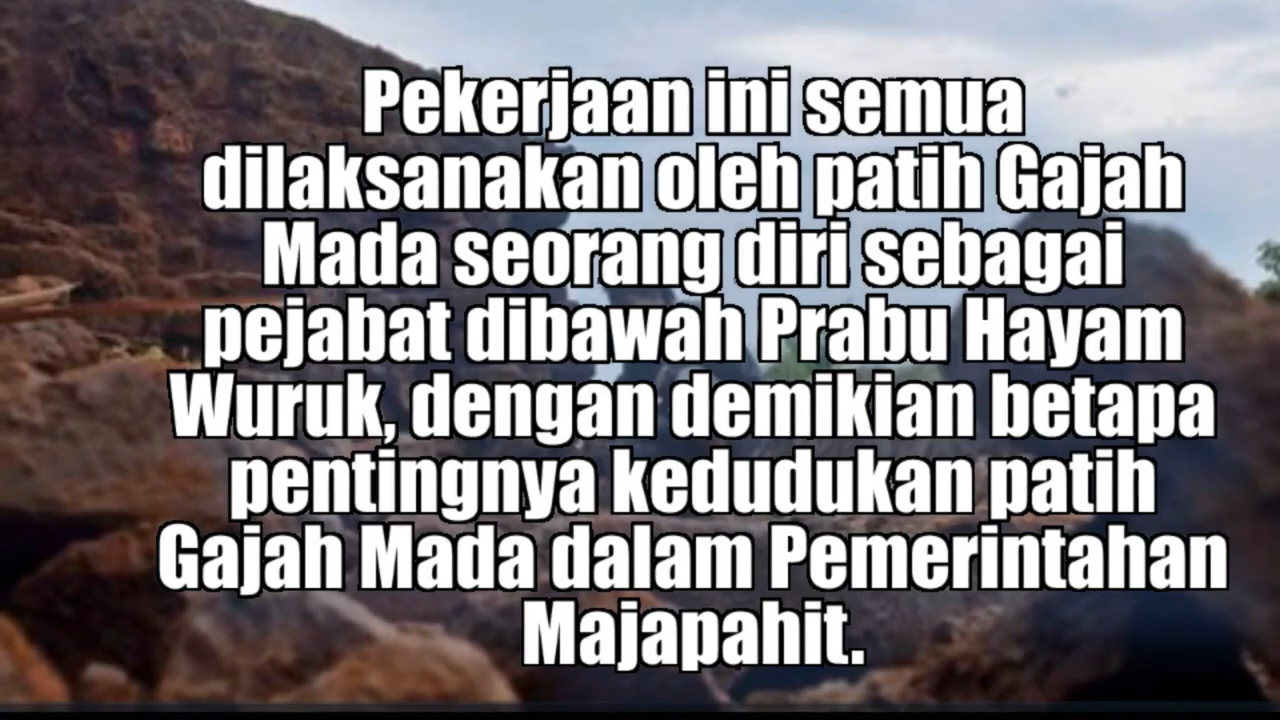 Pekerjaan ini semua
dilaksanakan oleh patih Gajah
Mada seorang diri sebagai
pejabat dibawah Prabu Hayam
Wuruk, dengan demikian betapa
pentingnya kedudukan patih
Gajah Mada dalam Pemerintahan
Majapahit.